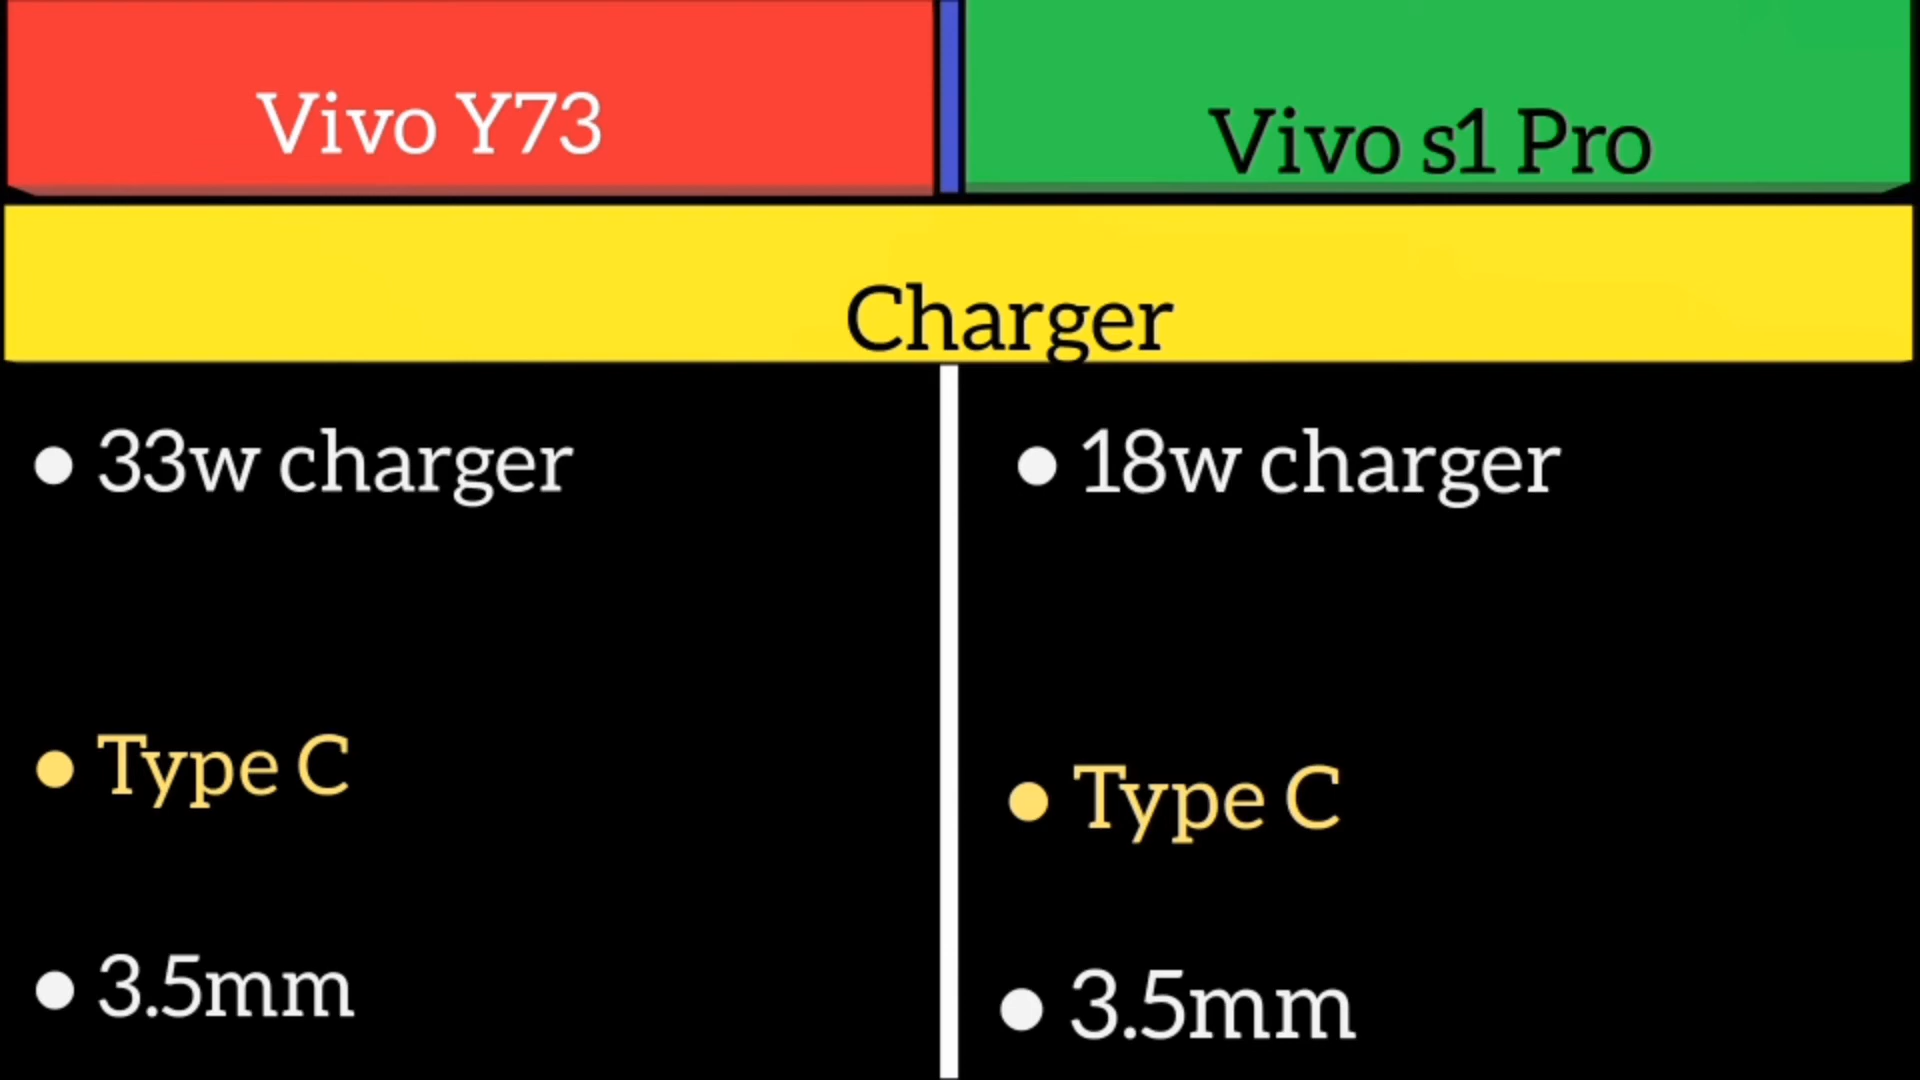 Vivo Y73
Vivo s1 Pro
Charger
33w charger
18w charger
Type C
Type C
3.5mm
3.5mm